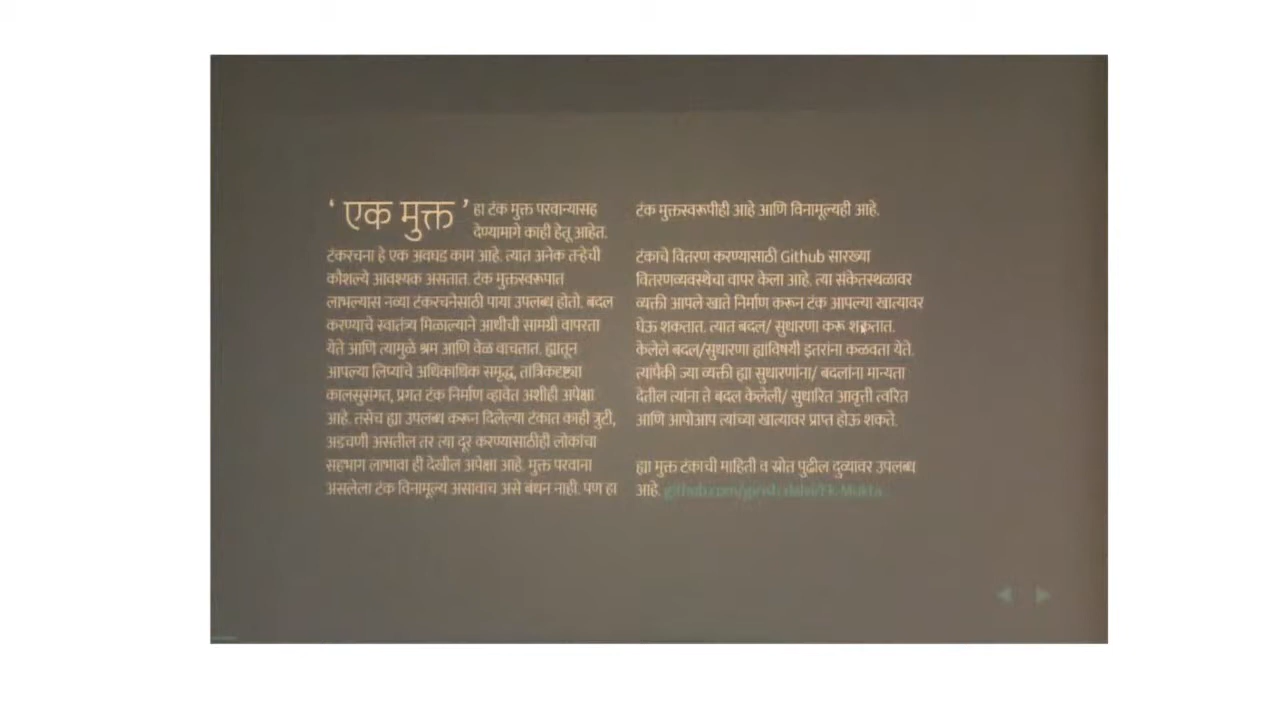 ‘ एक मुक्त ’ हा टंक मुक्त परवान्यासह
देण्यामागे काही हेतू आहेत.
टंकरचना हे एक अवघड काम आहे. त्यात अनेक तऱ्हेची
कौशल्ये आवश्यक असतात. टंक मुक्तस्वरूपात
लाभल्यास नव्या टंकरचनेसाठी पाया उपलब्ध होतो. बदल
करण्याचे स्वातंत्र्य मिळाल्याने आधीची सामग्री वापरता
येते आणि त्यामुळे श्रम आणि वेळ वाचतात. ह्यातून
आपल्या लिप्यांचे अधिकाधिक समृद्ध, तांत्रिकदृष्ट्या
कालसुसंगत, प्रगत टंक निर्माण व्हावेत अशीही अपेक्षा
आहे. तसेच ह्या उपलब्ध करून दिलेल्या टंकात काही त्रुटी,
अडचणी असतील तर त्या दूर करण्यासाठीही लोकांचा
सहभाग लाभावा ही देखील अपेक्षा आहे. मुक्त परवाना
असलेला टंक विनामूल्य असावाच असे बंधन नाही. पण हा
टंक मुक्तस्वरूपीही आहे आणि विनामूल्यही आहे.
टंकाचे वितरण करण्यासाठी Github सारख्या
वितरणव्यवस्थेचा वापर केला आहे. त्या संकेतस्थळावर
व्यक्ती आपले खाते निर्माण करून टंक आपल्या खात्यावर
घेऊ शकतात. त्यात बदल/ सुधारणा करू शकतात.
केलेले बदल/सुधारणा ह्यांविषयी इतरांना कळवता येते.
त्यांपैकी ज्या व्यक्ती ह्या सुधारणांना/ बदलांना मान्यता
देतील त्यांना ते बदल केलेली/ सुधारित आवृत्ती त्वरित
आणि आपोआप त्यांच्या खात्यावर प्राप्त होऊ शकते.
ह्या मुक्त टंकाची माहिती व स्रोत पुढील दुव्यावर उपलब्ध
आहे.